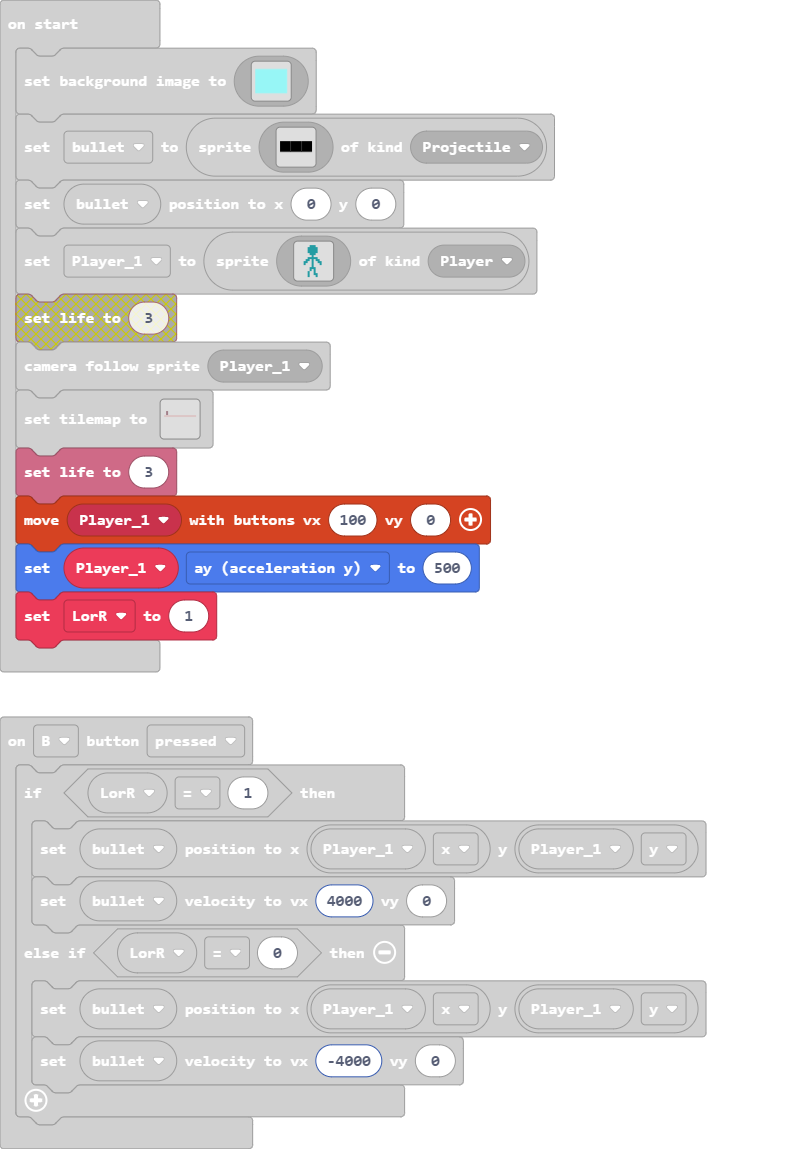 on start
set background image to
set bullet to sprite of kind Projectile
set bullet position to x 0 y 0
set Player_1 to sprite of kind Player
set life to 3
camera follow sprite Player_1
set tilemap to
set life to 3
move Player_1 with buttons vx 100 vy 0
set Player_1 ay (acceleration y) to 500
set LorR to 1
on B button pressed
if LorR = 1 then
set bullet position to x Player_1 x y Player_1 y
set bullet velocity to vx 4000 vy 0
else if LorR = 0 then
set bullet position to x Player_1 x y Player_1 y
set bullet velocity to vx -4000 vy 0